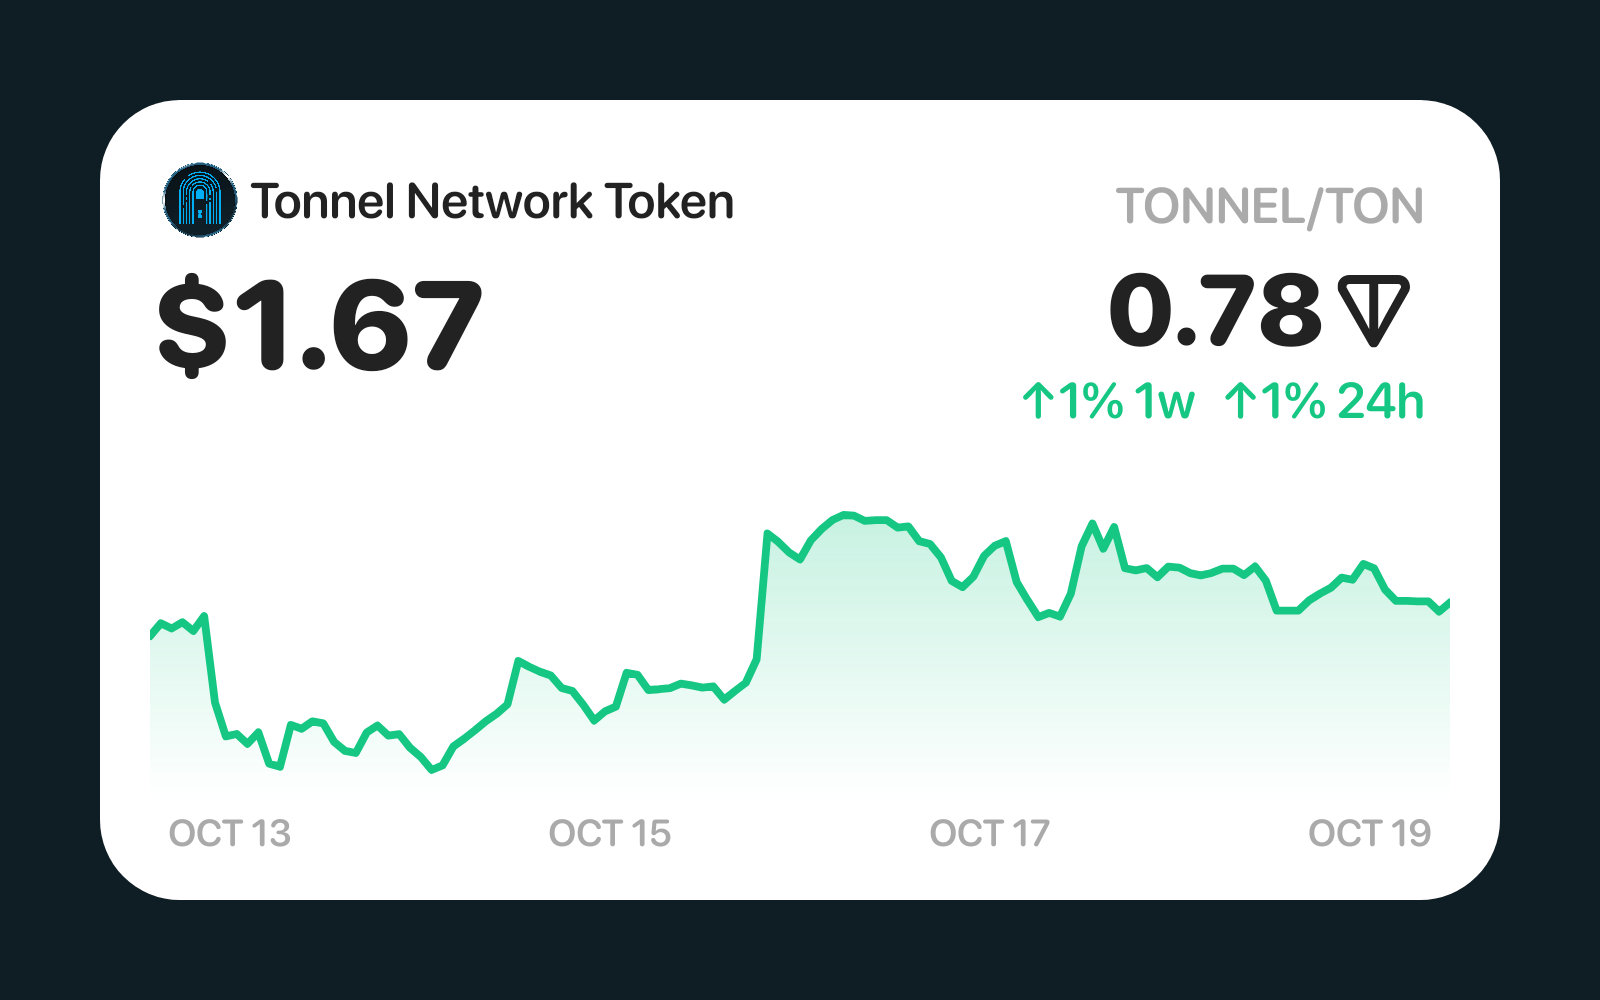 Tonnel Network Token
TONNEL/TON
$1.67
0.78
↑1% 1w ↑1% 24h
OCT 13
OCT 15
OCT 17
OCT 19